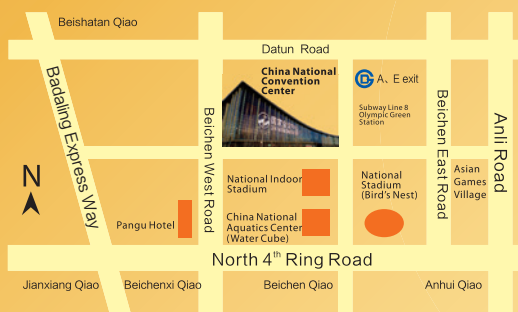 Beishatan Qiao
Datun Road
China National
Convention
Center
A、E exit
Subway Line 8
Olympic Green
Station
Badaling Express Way
Beichen West Road
Beichen East Road
Anli Road
N
National Indoor
Stadium
National
Stadium
(Bird's Nest)
Asian
Games
Village
Pangu Hotel
China National
Aquatics Center
(Water Cube)
North 4th Ring Road
Jianxiang Qiao
Beichenxi Qiao
Beichen Qiao
Anhui Qiao